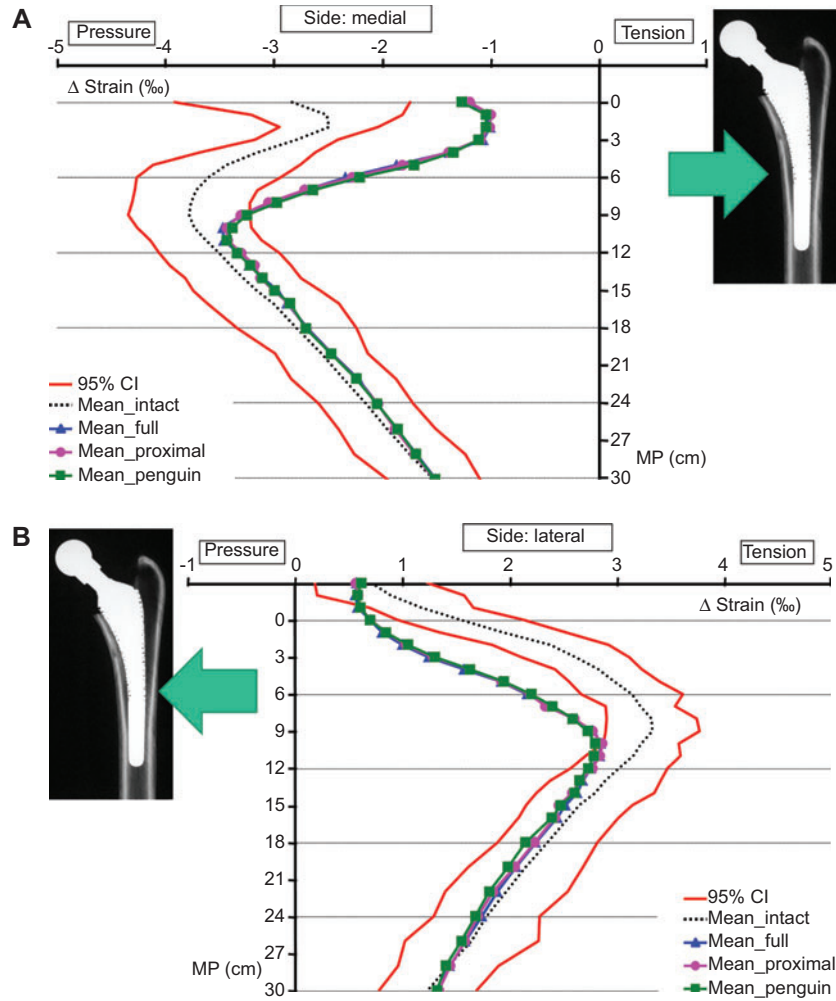 A
Pressure
Side: medial
Tension
-5 -4 -3 -2 -1 0 1
Δ Strain (‰)
0
3
6
9
12
15
18
21
24
27
30
MP (cm)
95% CI
Mean_intact
Mean_full
Mean_proximal
Mean_penguin
B
Pressure
Side: lateral
Tension
-1 0 1 2 3 4 5
Δ Strain (‰)
0
3
6
9
12
15
18
21
24
27
30
MP (cm)
95% CI
Mean_intact
Mean_full
Mean_proximal
Mean_penguin